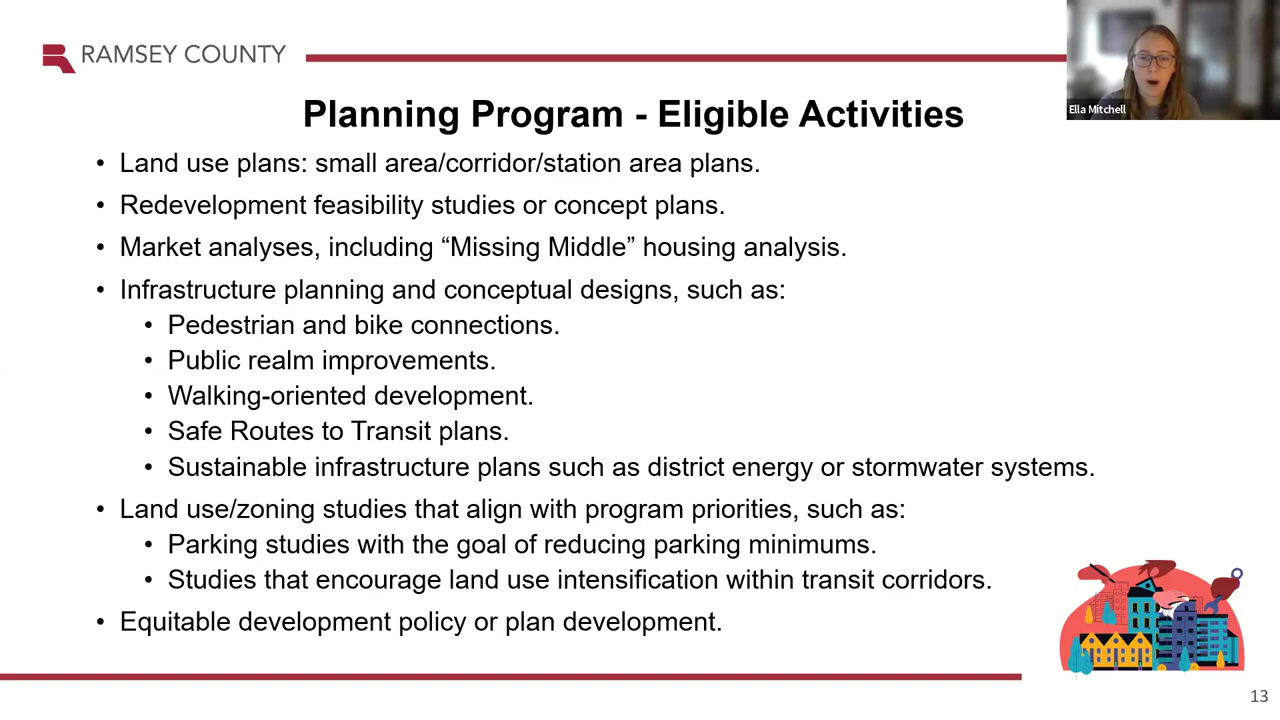 RAMSEY COUNTY
Ella Mitchell
Planning Program - Eligible Activities
• Land use plans: small area/corridor/station area plans.
• Redevelopment feasibility studies or concept plans.
• Market analyses, including “Missing Middle” housing analysis.
• Infrastructure planning and conceptual designs, such as:
• Pedestrian and bike connections.
• Public realm improvements.
• Walking-oriented development.
• Safe Routes to Transit plans.
• Sustainable infrastructure plans such as district energy or stormwater systems.
• Land use/zoning studies that align with program priorities, such as:
• Parking studies with the goal of reducing parking minimums.
• Studies that encourage land use intensification within transit corridors.
• Equitable development policy or plan development.
13